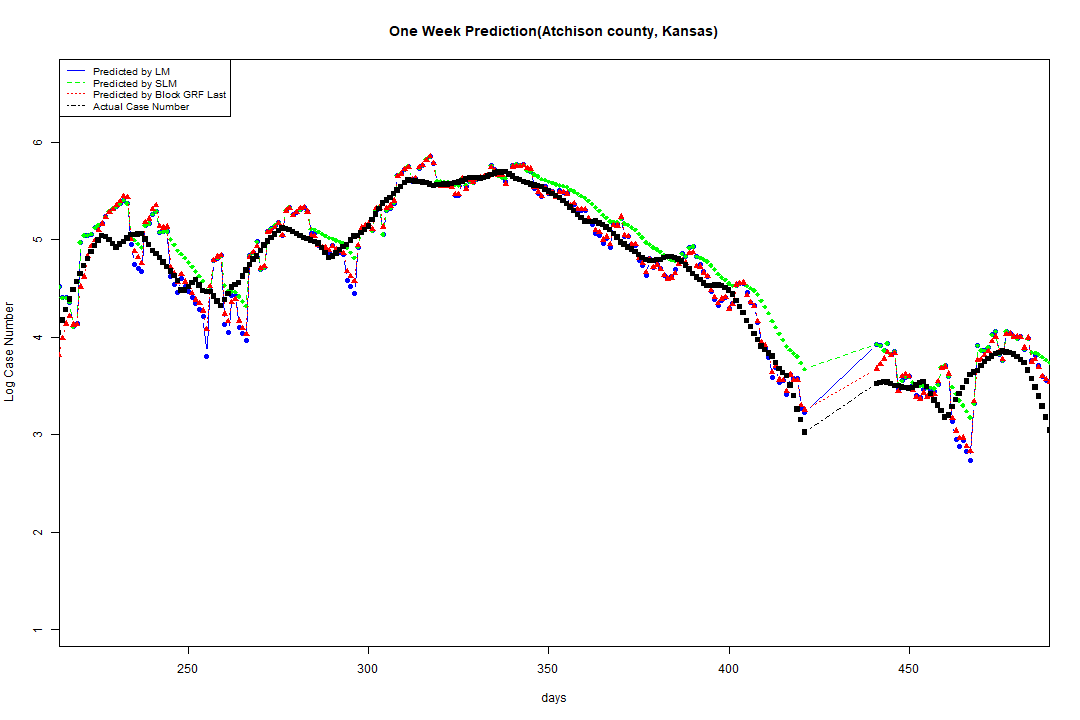 One Week Prediction(Atchison county, Kansas)
Predicted by LM
Predicted by SLM
Predicted by Block GRF Last
Actual Case Number
Log Case Number
6
5
4
3
2
1
250 300 350 400 450
days